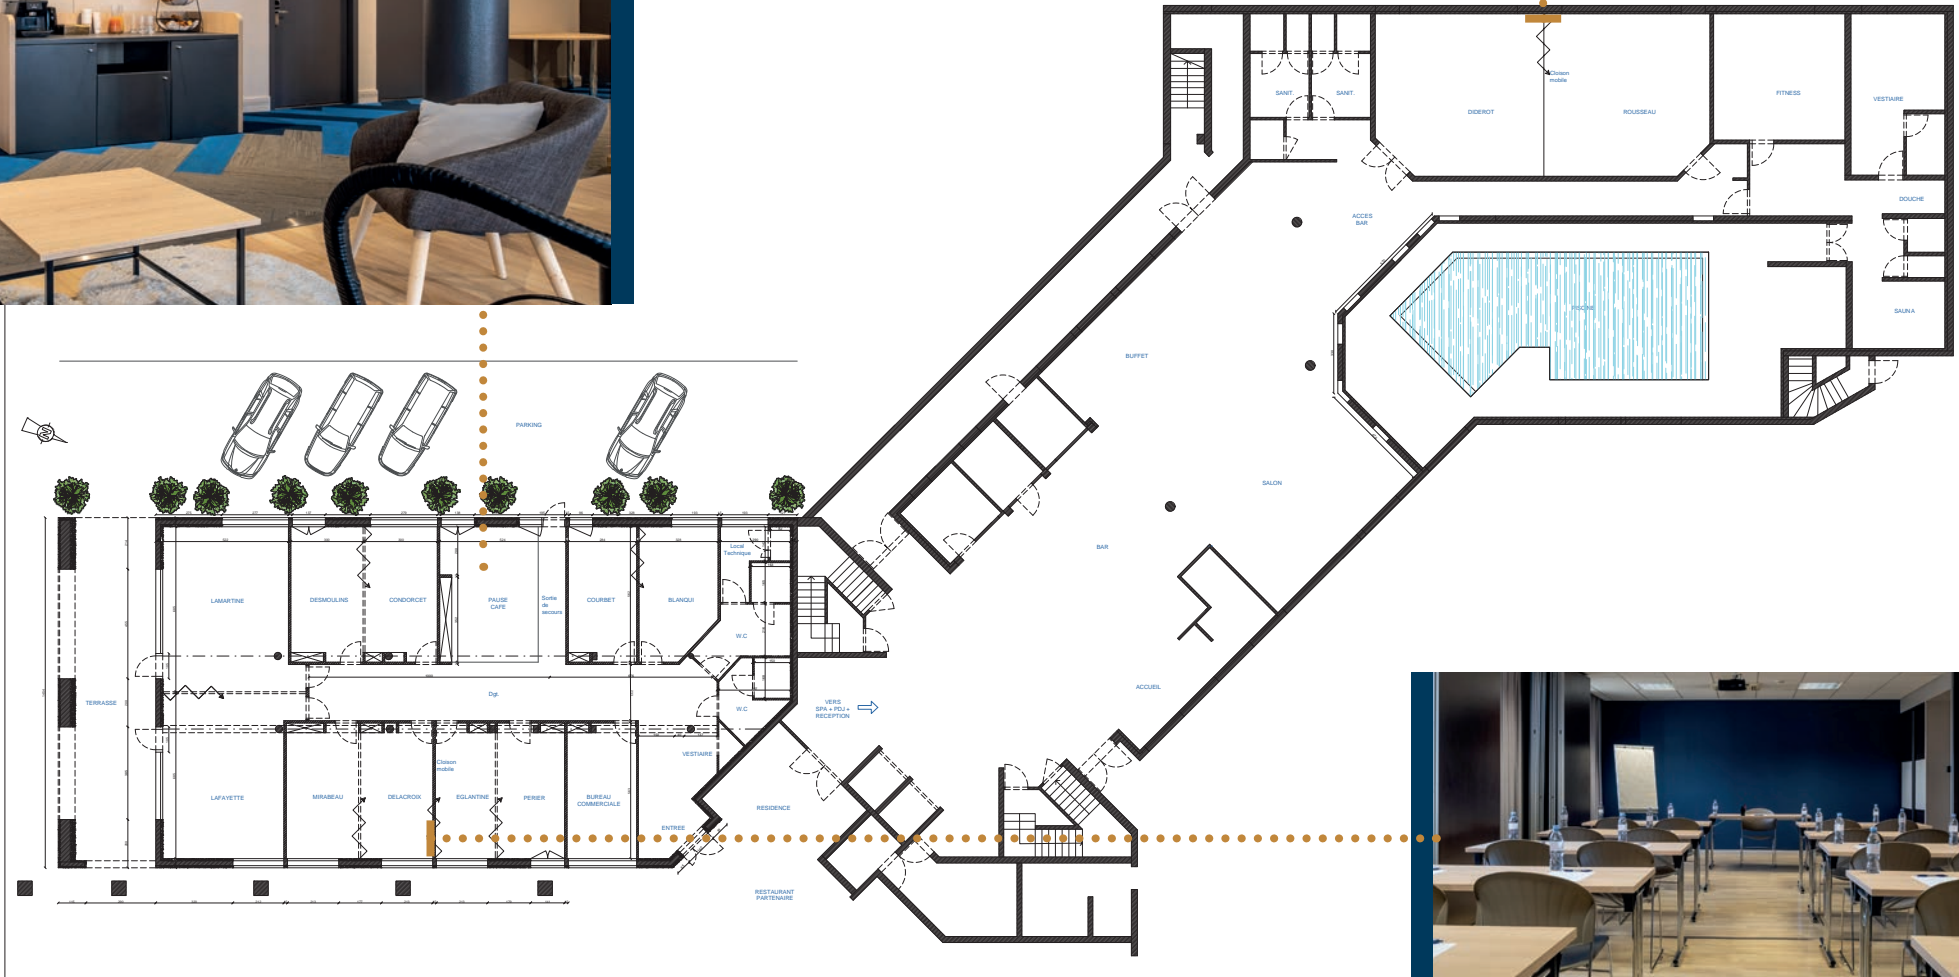 SANIT.
SANIT.
DIDEROT
Cloison
mobile
ROUSSEAU
FITNESS
VESTIAIRE
DOUCHE
ACCES
BAR
PISCINE
SAUNA
BUFFET
SALON
BAR
ACCUEIL
PARKING
N
LAMARTINE
DESMOULINS
CONDORCET
PAUSE
CAFE
Sortie
de
secours
COURBET
BLANQUI
Local
Technique
W.C
W.C
Dgt.
TERRASSE
VERS
SPA + PDJ +
RECEPTION
VESTIAIRE
Cloison
mobile
LAFAYETTE
MIRABEAU
DELACROIX
EGLANTINE
PERIER
BUREAU
COMMERCIALE
ENTREE
RESIDENCE
RESTAURANT
PARTENAIRE